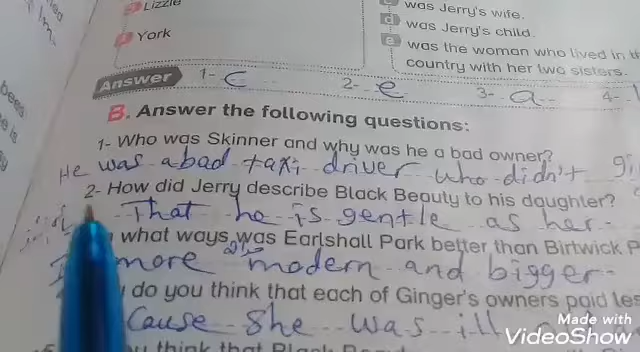 Lizzie
York
was Jerry's wife.
d was Jerry's child.
e was the woman who lived in
country with her two sisters.
Answer 1- c 2- e 3- a 4-
B. Answer the following questions:
1- Who was Skinner and why was he a bad owner?
He was a bad taxi driver who didn't
2- How did Jerry describe Black Beauty to his daughter?
That he is gentle as her
what ways was Earlshall Park better than Birtwick P
more modern and bigger
do you think that each of Ginger's owners paid les
cause she was ill
think that
Made with
VideoShow